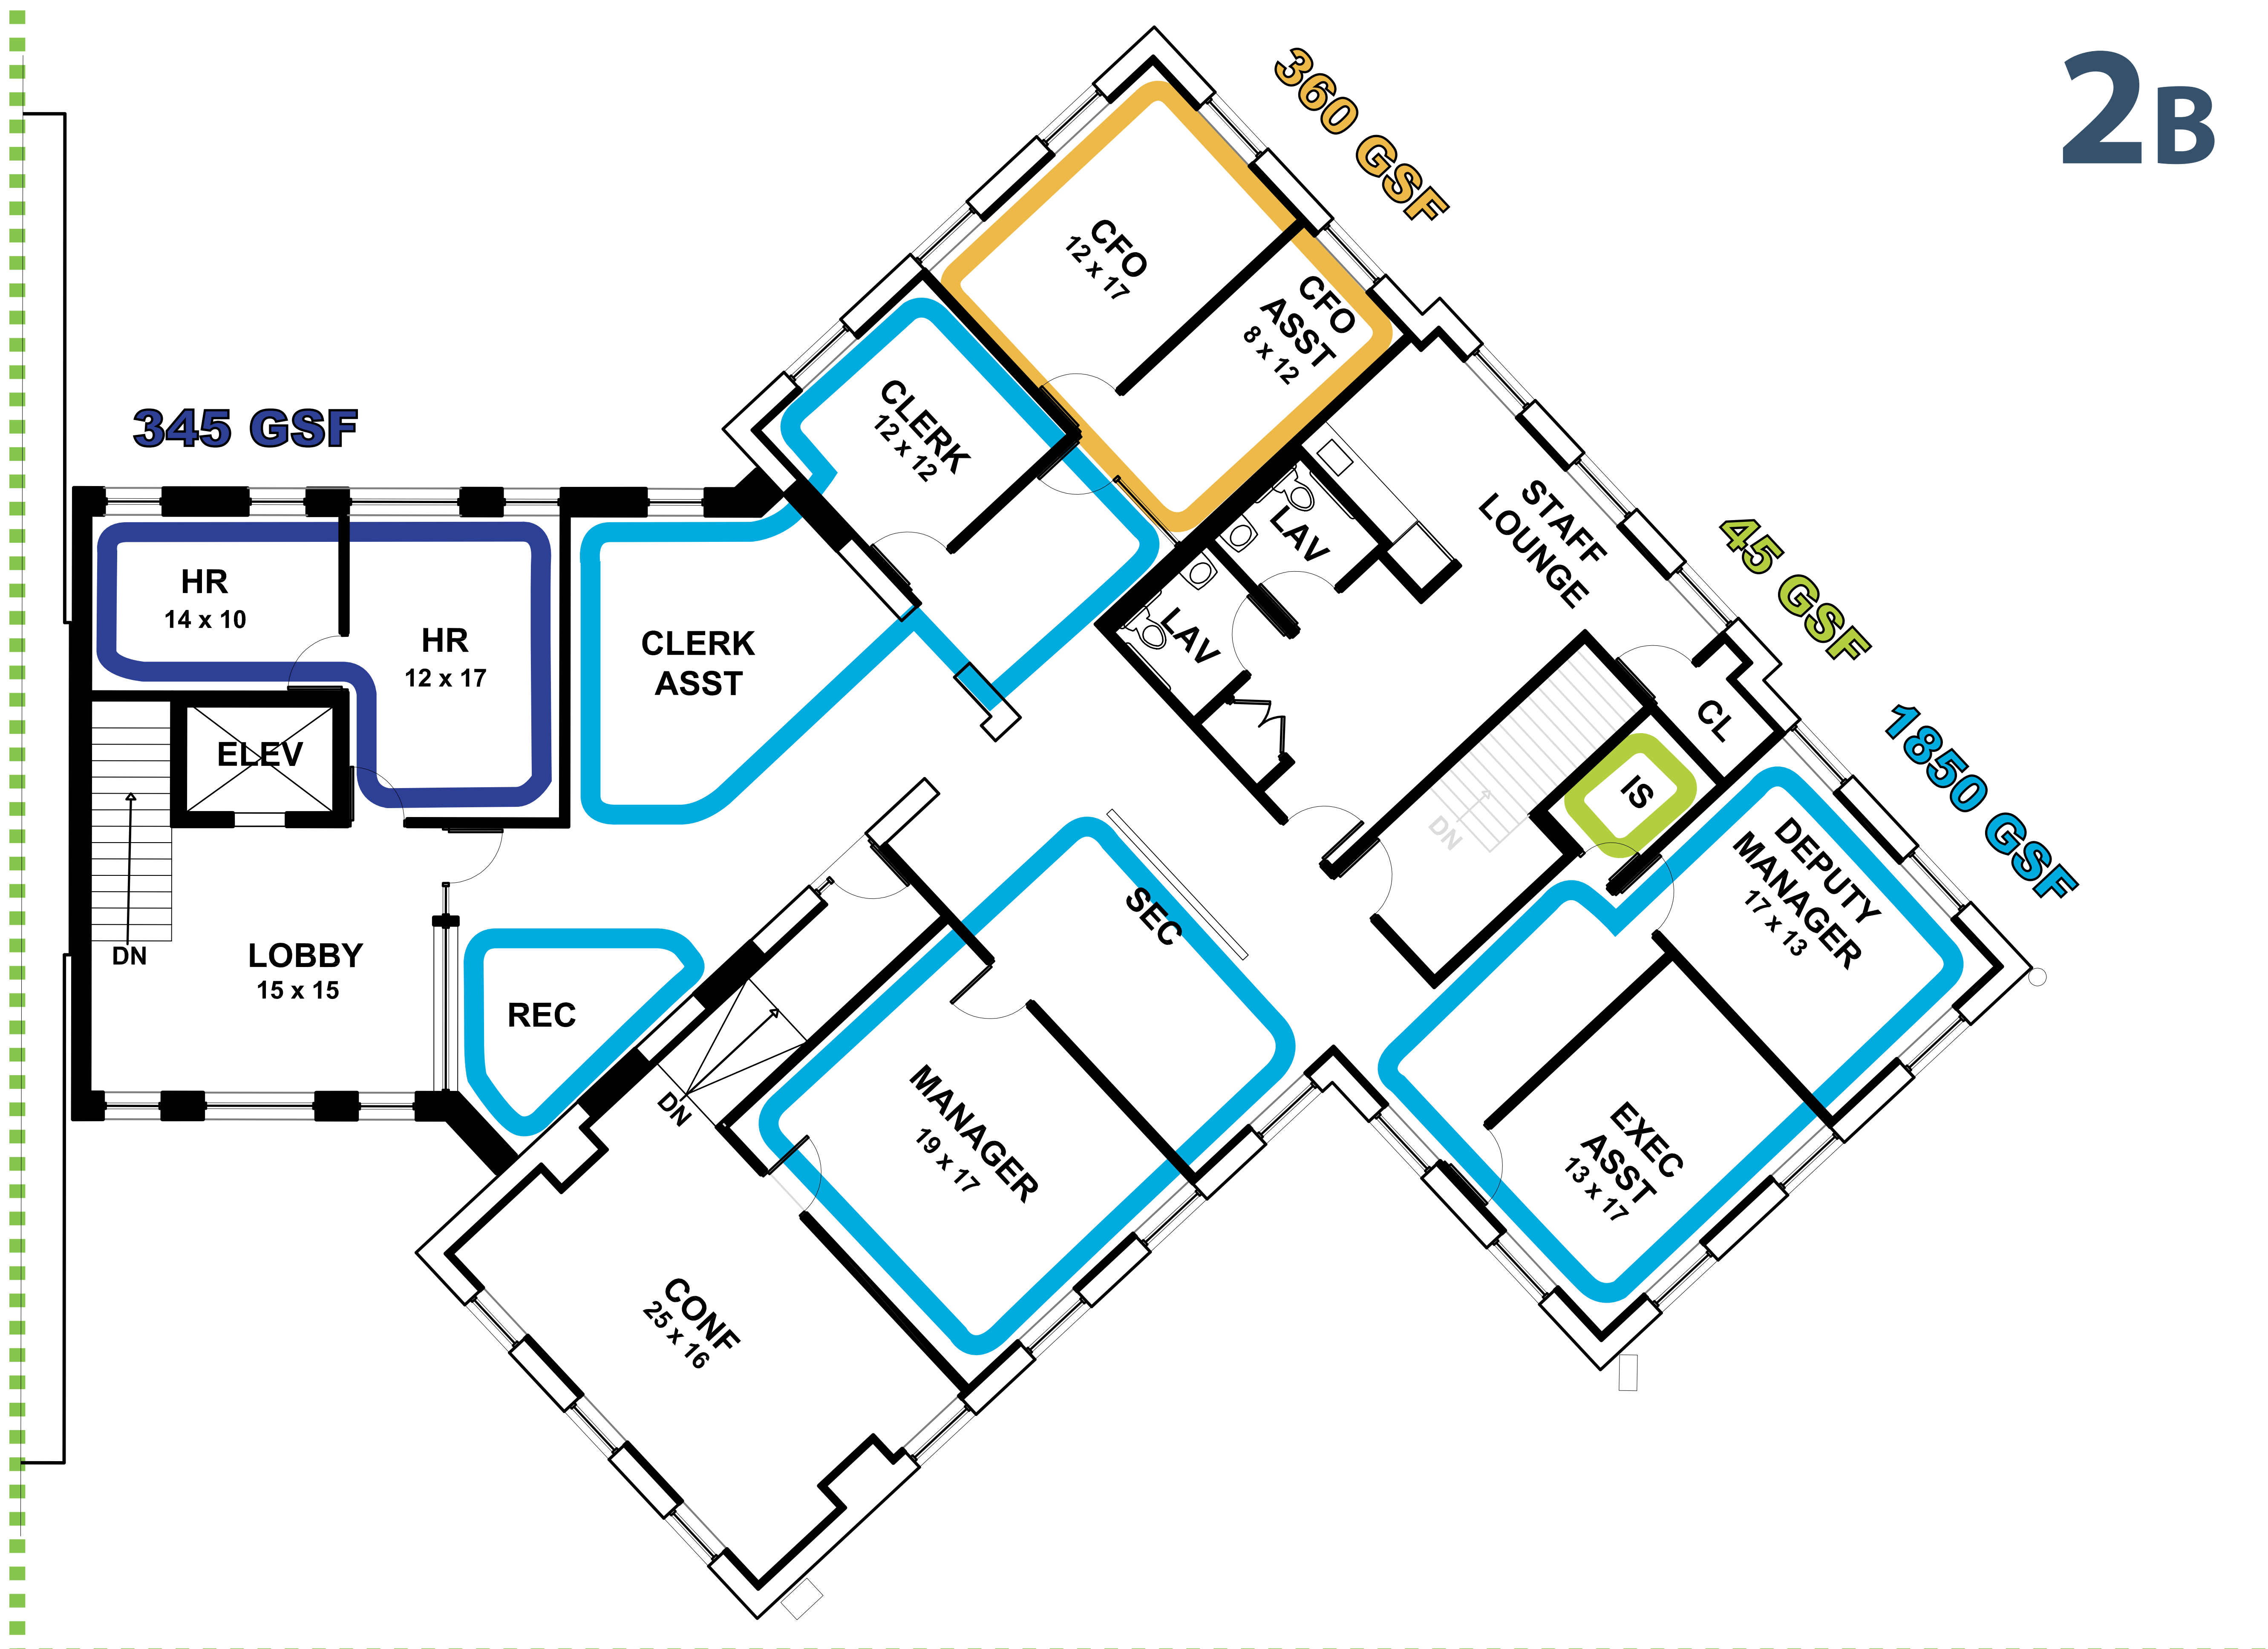 2B
360 GSF
CFO
12 x 17
CFO
ASST
8 x 12
345 GSF
CLERK
12 x 12
HR
14 x 10
HR
12 x 17
CLERK
ASST
LAV
LAV
STAFF
LOUNGE
45 GSF
CL
1850 GSF
ELEV
IS
DN
DEPUTY
MANAGER
17 x 13
SEC
DN
LOBBY
15 x 15
REC
DN
MANAGER
19 x 17
EXEC
ASST
13 x 17
CONF
25 x 16